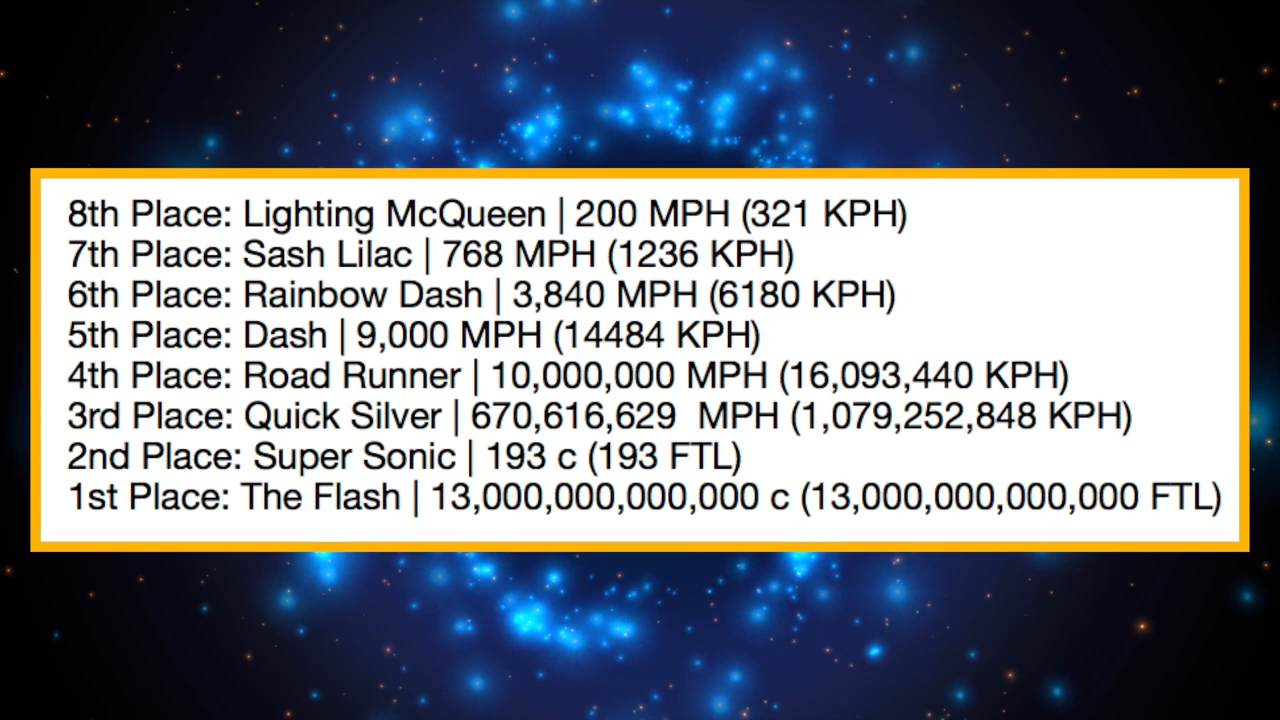 8th Place: Lighting McQueen | 200 MPH (321 KPH)
7th Place: Sash Lilac | 768 MPH (1236 KPH)
6th Place: Rainbow Dash | 3,840 MPH (6180 KPH)
5th Place: Dash | 9,000 MPH (14484 KPH)
4th Place: Road Runner | 10,000,000 MPH (16,093,440 KPH)
3rd Place: Quick Silver | 670,616,629  MPH (1,079,252,848 KPH)
2nd Place: Super Sonic | 193 c (193 FTL)
1st Place: The Flash | 13,000,000,000,000 c (13,000,000,000,000 FTL)